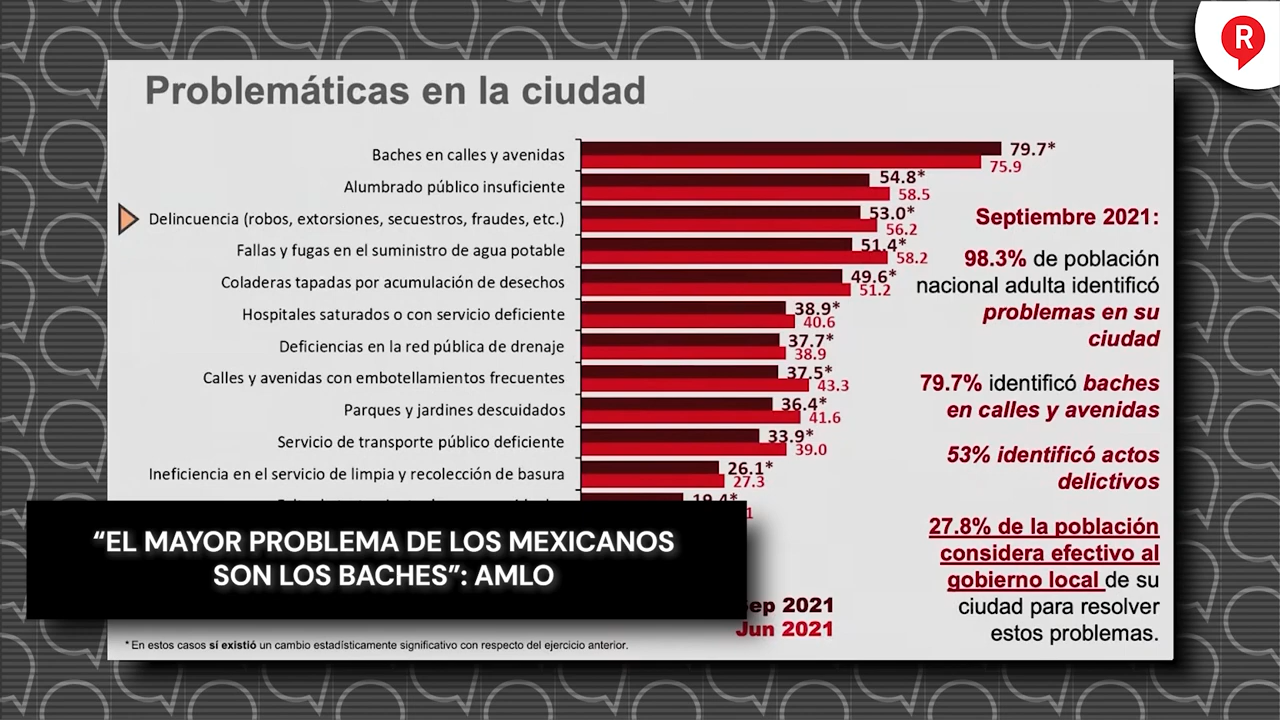 R
Problemáticas en la ciudad
Baches en calles y avenidas 79.7* 75.9
Alumbrado público insuficiente 54.8* 58.5
Delincuencia (robos, extorsiones, secuestros, fraudes, etc.) 53.0* 56.2
Fallas y fugas en el suministro de agua potable 51.4* 58.2
Coladeras tapadas por acumulación de desechos 49.6* 51.2
Hospitales saturados o con servicio deficiente 38.9* 40.6
Deficiencias en la red pública de drenaje 37.7* 38.9
Calles y avenidas con embotellamientos frecuentes 37.5* 43.3
Parques y jardines descuidados 36.4* 41.6
Servicio de transporte público deficiente 33.9* 39.0
Ineficiencia en el servicio de limpia y recolección de basura 26.1* 27.3
19.4*
Septiembre 2021:
98.3% de población
nacional adulta identificó
problemas en su
ciudad
79.7% identificó baches
en calles y avenidas
53% identificó actos
delictivos
27.8% de la población
considera efectivo al
gobierno local de su
ciudad para resolver
estos problemas.
“EL MAYOR PROBLEMA DE LOS MEXICANOS
SON LOS BACHES”: AMLO
Sep 2021
Jun 2021
* En estos casos sí existió un cambio estadísticamente significativo con respecto del ejercicio anterior.